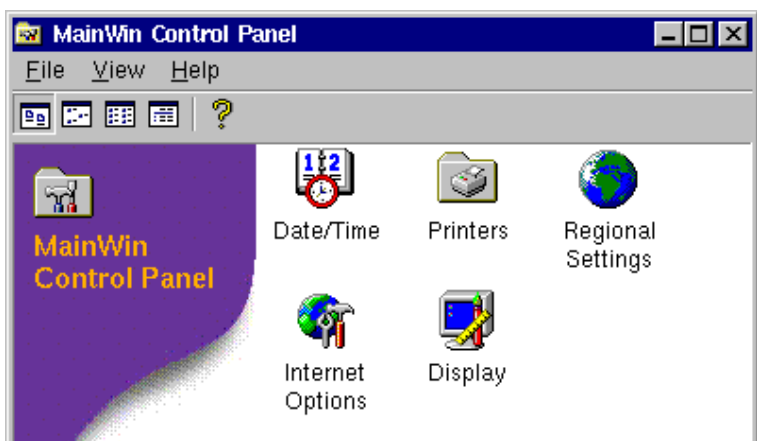 MainWin Control Panel
File View Help
MainWin
Control Panel
Date/Time
Printers
Regional
Settings
Internet
Options
Display